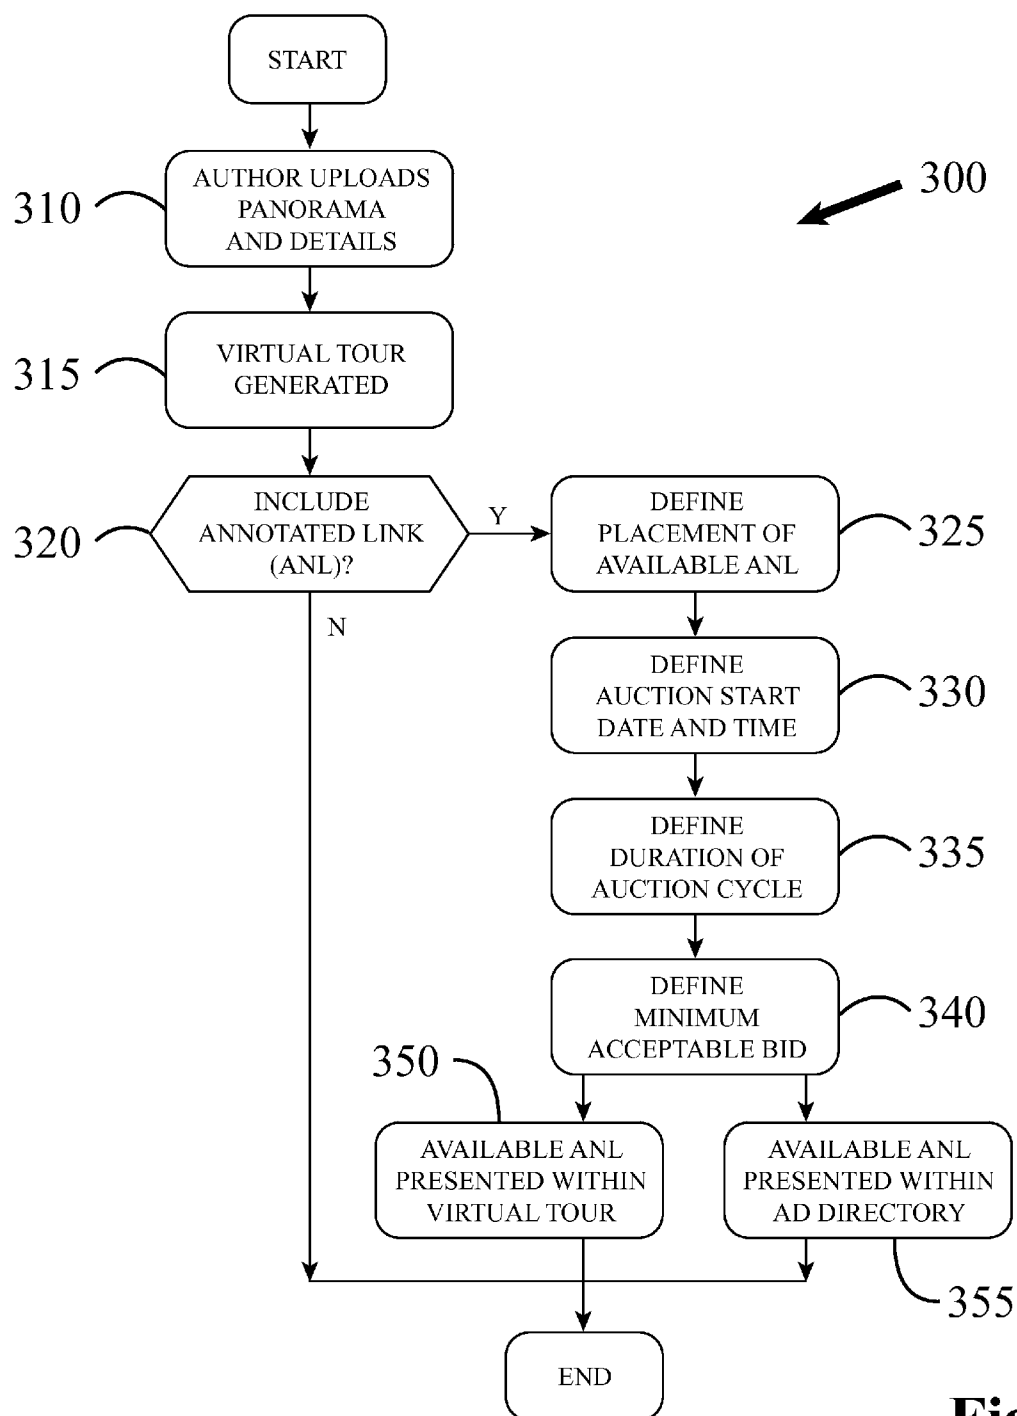 START
300
310
AUTHOR UPLOADS
PANORAMA
AND DETAILS
315
VIRTUAL TOUR
GENERATED
320
INCLUDE
ANNOTATED LINK
(ANL)?
Y
N
DEFINE
PLACEMENT OF
AVAILABLE ANL
325
DEFINE
AUCTION START
DATE AND TIME
330
DEFINE
DURATION OF
AUCTION CYCLE
335
DEFINE
MINIMUM
ACCEPTABLE BID
340
350
AVAILABLE ANL
PRESENTED WITHIN
VIRTUAL TOUR
AVAILABLE ANL
PRESENTED WITHIN
AD DIRECTORY
355
END